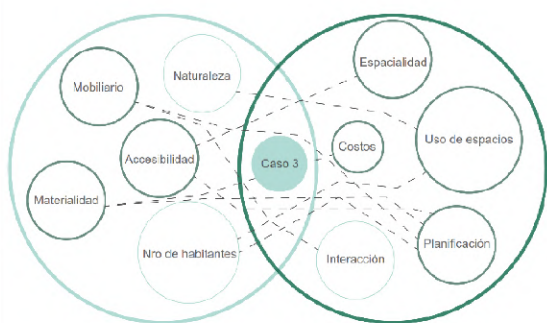 Naturaleza
Mobiliario
Accesibilidad
Materialidad
Nro de habitantes
Caso 3
Espacialidad
Costos
Uso de espacios
Planificación
Interacción